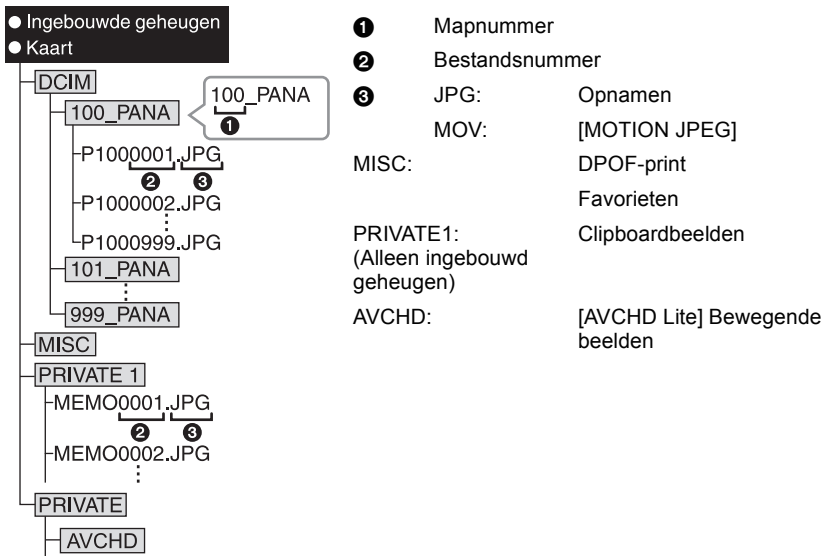 ● Ingebouwde geheugen
● Kaart
DCIM
100_PANA
100_PANA
❶
P1000001.JPG
❷ ❸
P1000002.JPG
P1000999.JPG
101_PANA
999_PANA
MISC
PRIVATE 1
MEMO0001.JPG
❷ ❸
MEMO0002.JPG
PRIVATE
AVCHD
❶ Mapnummer
❷ Bestandsnummer
❸ JPG: Opnamen
MOV: [MOTION JPEG]
MISC: DPOF-print
Favorieten
PRIVATE1: Clipboardbeelden
(Alleen ingebouwd
geheugen)
AVCHD: [AVCHD Lite] Bewegende
beelden